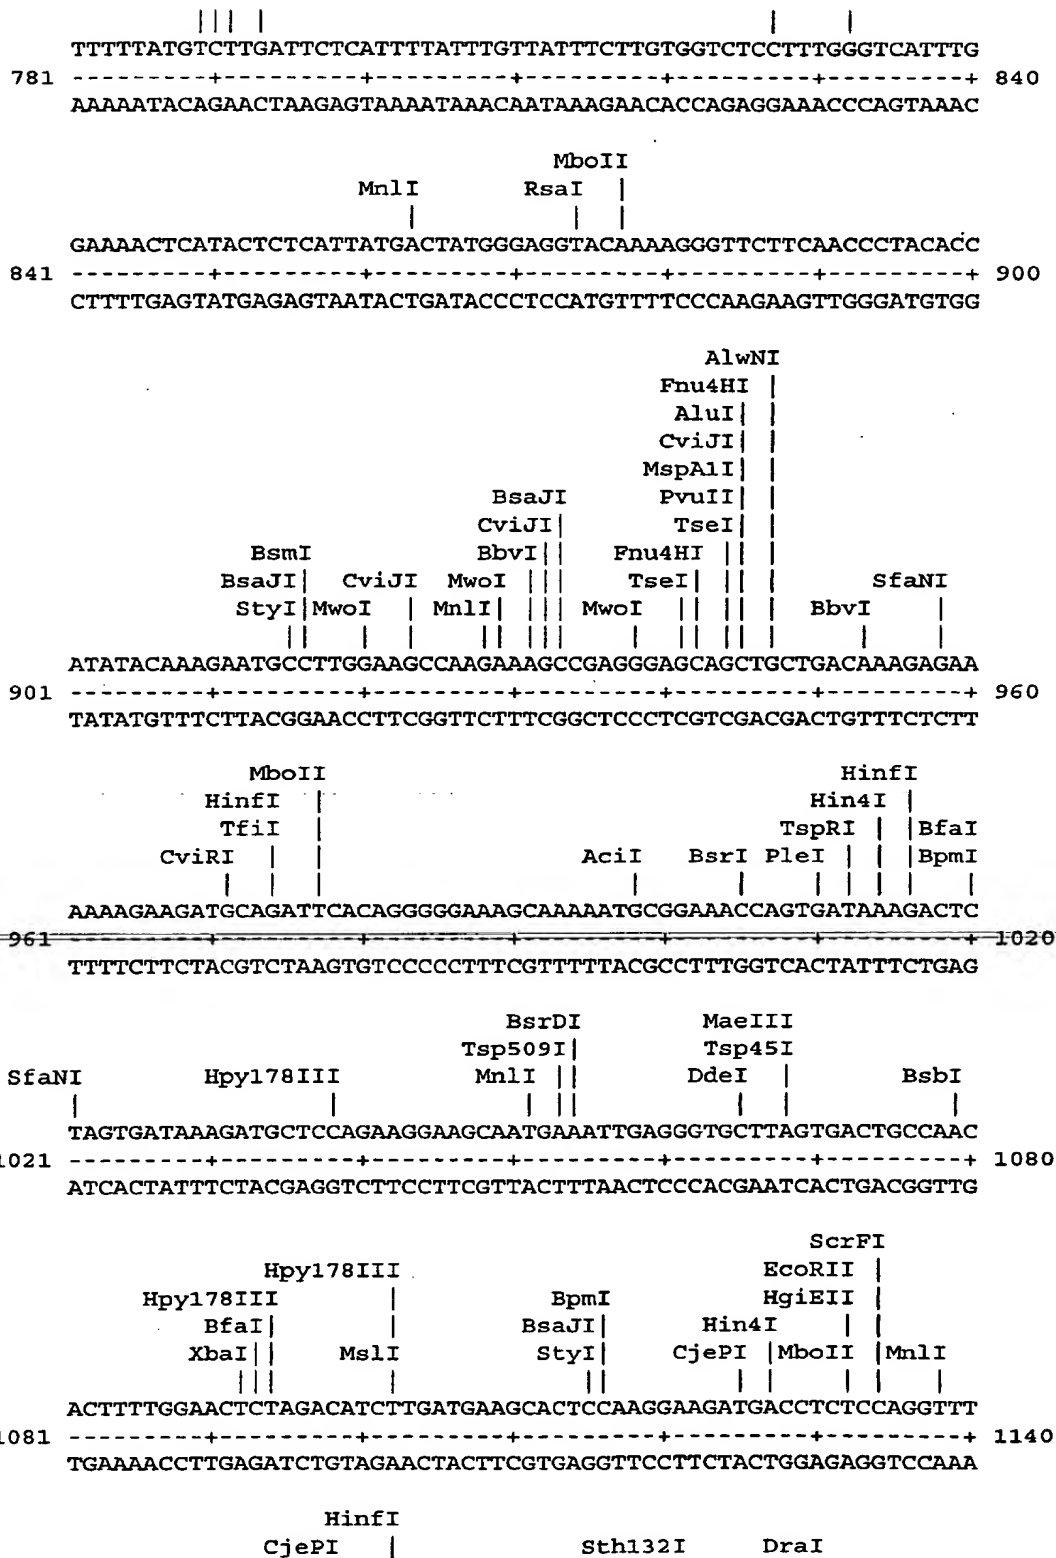 TTTTTATGTCTTGATTCTCATTTTATTTGTTATTTCTTGTGGTCTCCTTTGGGTCATTTG
781 ---------+---------+---------+---------+---------+---------+ 840
AAAAATACAGAACTAAGAGTAAAATAAACAATAAAGAACACCAGAGGAAACCCAGTAAAC
MboII
MnlI RsaI
GAAAACTCATACTCTCATTATGACTATGGGAGGTACAAAAGGGTTCTTCAACCCTACACC
841 ---------+---------+---------+---------+---------+---------+ 900
CTTTTGAGTATGAGAGTAATACTGATACCCTCCATGTTTTCCCAAGAAGTTGGGATGTGG
AlwNI
Fnu4HI
AluI
CviJI
MspA1I
BsaJI PvuII
CviJI TseI
BsmI BbvI Fnu4HI
BsaJI CviJI MwoI TseI SfaNI
StyI MwoI MnlI MwoI BbvI
ATATACAAAGAATGCCTTGGAAGCCAAGAAAGCCGAGGGAGCAGCTGCTGACAAAGAGAA
901 ---------+---------+---------+---------+---------+---------+ 960
TATATGTTTCTTACGGAACCTTCGGTTCTTTCGGCTCCCTCGTCGACGACTGTTTCTCTT
MboII HinfI
HinfI Hin4I
TfiI TspRI BfaI
CviRI AciI BsrI PleI BpmI
AAAAGAAGATGCAGATTCACAGGGGGAAAGCAAAAATGCGGAAACCAGTGATAAAGACTC
961 ---------+---------+---------+---------+---------+---------+ 1020
TTTTCTTCTACGTCTAAGTGTCCCCCTTTCGTTTTTACGCCTTTGGTCACTATTTCTGAG
BsrDI MaeIII
Tsp509I Tsp45I
SfaNI Hpy178III MnlI DdeI BsbI
TAGTGATAAAGATGCTCCAGAAGGAAGCAATGAAATTGAGGGTGCTTAGTGACTGCCAAC
1021 ---------+---------+---------+---------+---------+---------+ 1080
ATCACTATTTCTACGAGGTCTTCCTTCGTTACTTTAACTCCCACGAATCACTGACGGTTG
ScrFI
Hpy178III EcoRII
Hpy178III BpmI HgiEII
BfaI BsaJI Hin4I
XbaI MslI StyI CjePI MboII MnlI
ACTTTTGGAACTCTAGACATCTTGATGAAGCACTCCAAGGAAGATGACCTCTCCAGGTTT
1081 ---------+---------+---------+---------+---------+---------+ 1140
TGAAAACCTTGAGATCTGTAGAACTACTTCGTGAGGTTCCTTCTACTGGAGAGGTCCAAA
HinfI
CjePI Sth132I DraI